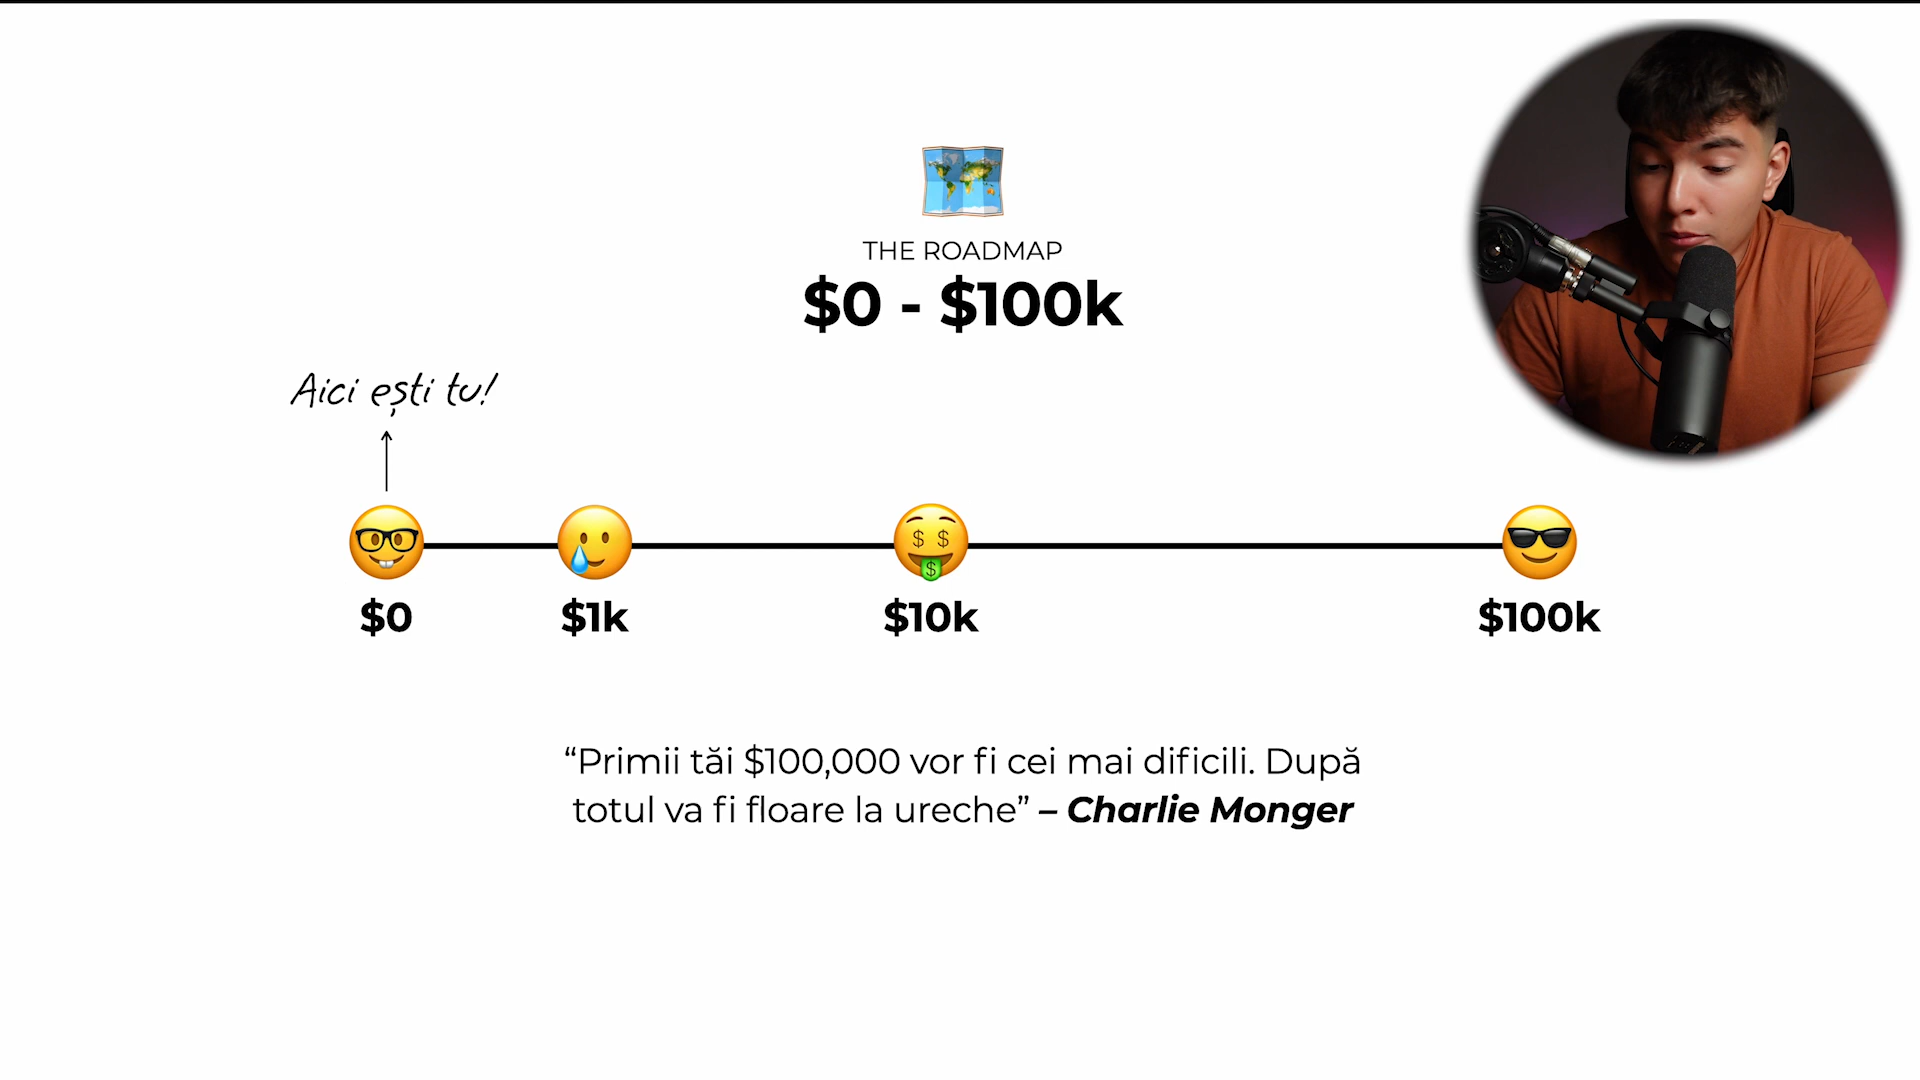 THE ROADMAP
$0 - $100k
Aici ești tu!
$0
$1k
$10k
$100k
“Primii tăi $100,000 vor fi cei mai dificili. După
totul va fi floare la ureche” – Charlie Monger